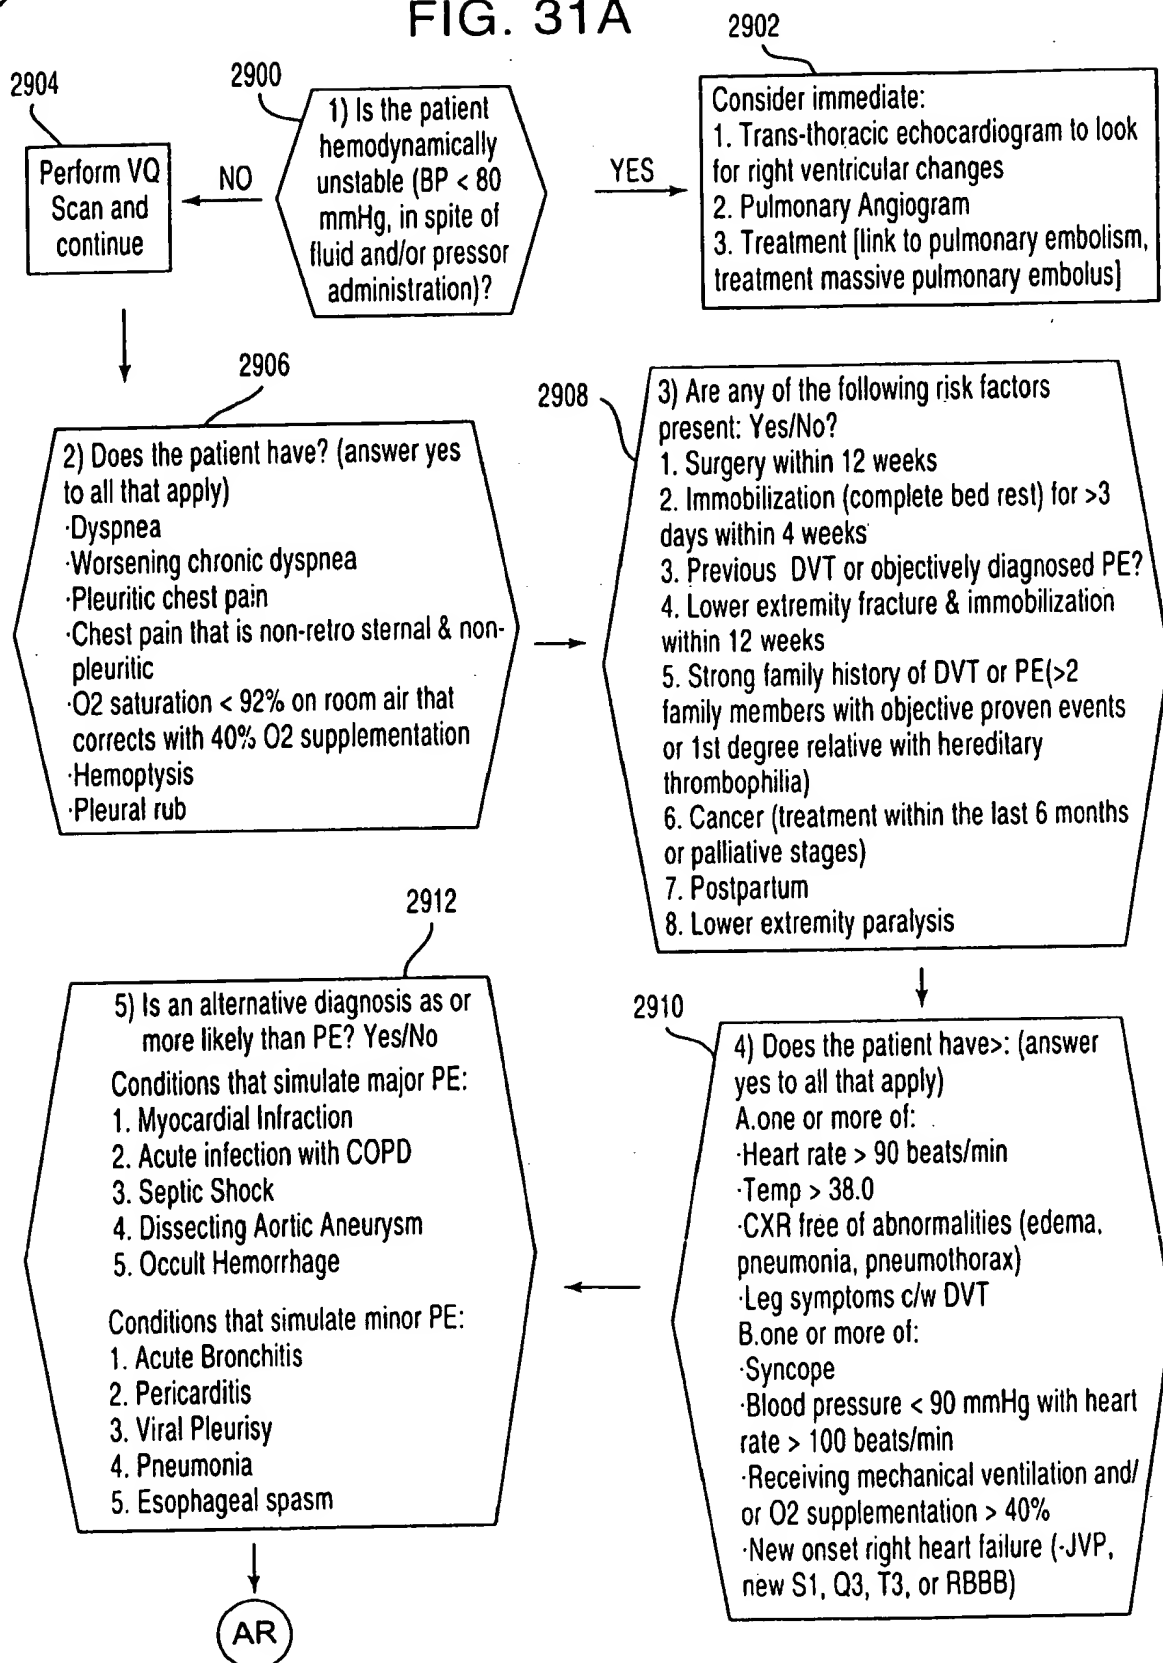 FIG. 31A
2904
Perform VQ
Scan and
continue
NO
2900
1) Is the patient
hemodynamically
unstable (BP < 80
mmHg, in spite of
fluid and/or pressor
administration)?
YES
2902
Consider immediate:
1. Trans-thoracic echocardiogram to look
for right ventricular changes
2. Pulmonary Angiogram
3. Treatment [link to pulmonary embolism,
treatment massive pulmonary embolus]
2906
2) Does the patient have? (answer yes
to all that apply)
·Dyspnea
·Worsening chronic dyspnea
·Pleuritic chest pain
·Chest pain that is non-retro sternal & non-
pleuritic
·O2 saturation < 92% on room air that
corrects with 40% O2 supplementation
·Hemoptysis
·Pleural rub
2908
3) Are any of the following risk factors
present: Yes/No?
1. Surgery within 12 weeks
2. Immobilization (complete bed rest) for >3
days within 4 weeks
3. Previous DVT or objectively diagnosed PE?
4. Lower extremity fracture & immobilization
within 12 weeks
5. Strong family history of DVT or PE(>2
family members with objective proven events
or 1st degree relative with hereditary
thrombophilia)
6. Cancer (treatment within the last 6 months
or palliative stages)
7. Postpartum
8. Lower extremity paralysis
2910
4) Does the patient have>: (answer
yes to all that apply)
A.one or more of:
·Heart rate > 90 beats/min
·Temp > 38.0
·CXR free of abnormalities (edema,
pneumonia, pneumothorax)
·Leg symptoms c/w DVT
B.one or more of:
·Syncope
·Blood pressure < 90 mmHg with heart
rate > 100 beats/min
·Receiving mechanical ventilation and/
or O2 supplementation > 40%
·New onset right heart failure (-JVP,
new S1, Q3, T3, or RBBB)
2912
5) Is an alternative diagnosis as or
more likely than PE? Yes/No
Conditions that simulate major PE:
1. Myocardial Infraction
2. Acute infection with COPD
3. Septic Shock
4. Dissecting Aortic Aneurysm
5. Occult Hemorrhage
Conditions that simulate minor PE:
1. Acute Bronchitis
2. Pericarditis
3. Viral Pleurisy
4. Pneumonia
5. Esophageal spasm
AR